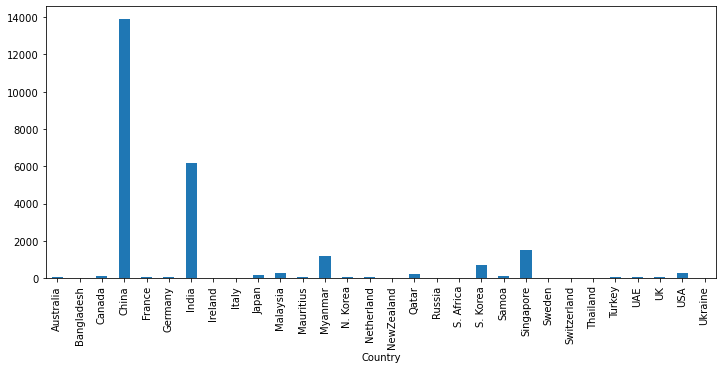 14000
12000
10000
8000
6000
4000
2000
0
Australia
Bangladesh
Canada
China
France
Germany
India
Ireland
Italy
Japan
Malaysia
Mauritius
Myanmar
N. Korea
Netherland
NewZealand
Qatar
Russia
S. Africa
S. Korea
Samoa
Singapore
Sweden
Switzerland
Thailand
Turkey
UAE
UK
USA
Ukraine
Country